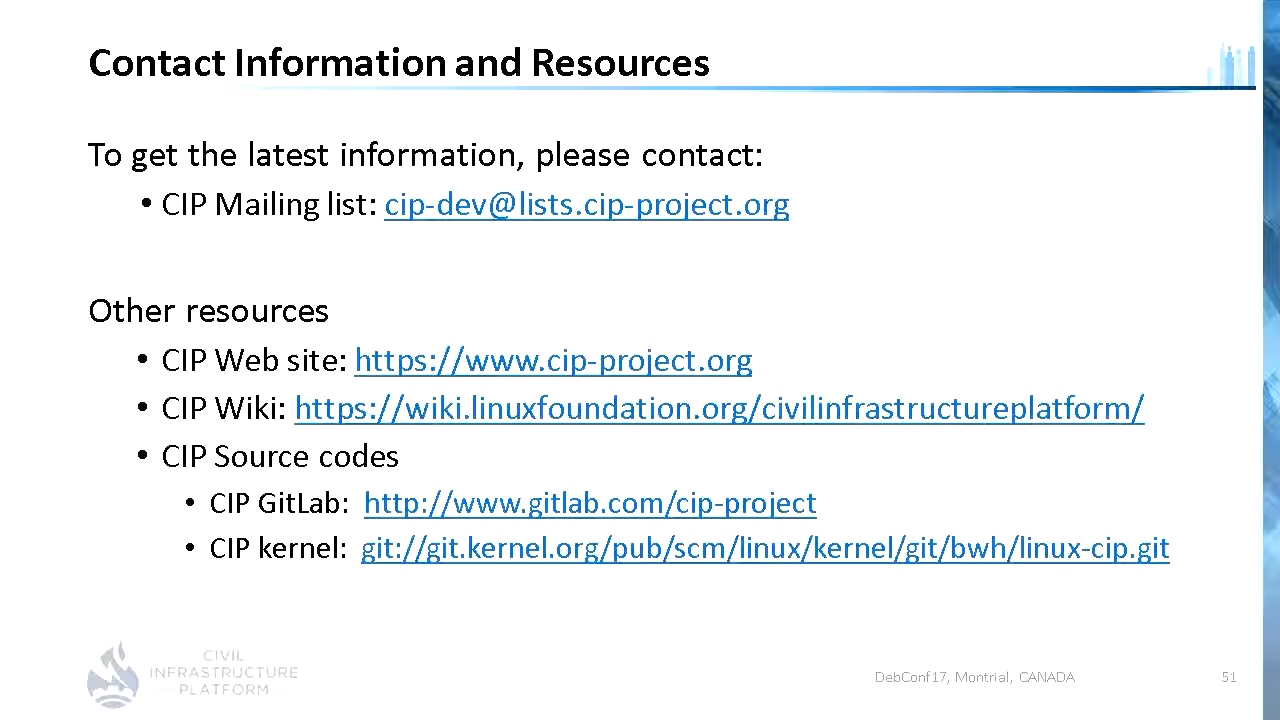 Contact Information and Resources
To get the latest information, please contact:
• CIP Mailing list: cip-dev@lists.cip-project.org
Other resources
• CIP Web site: https://www.cip-project.org
• CIP Wiki: https://wiki.linuxfoundation.org/civilinfrastructureplatform/
• CIP Source codes
• CIP GitLab: http://www.gitlab.com/cip-project
• CIP kernel: git://git.kernel.org/pub/scm/linux/kernel/git/bwh/linux-cip.git
CIVIL
INFRASTRUCTURE
PLATFORM
DebConf17, Montrial, CANADA
51